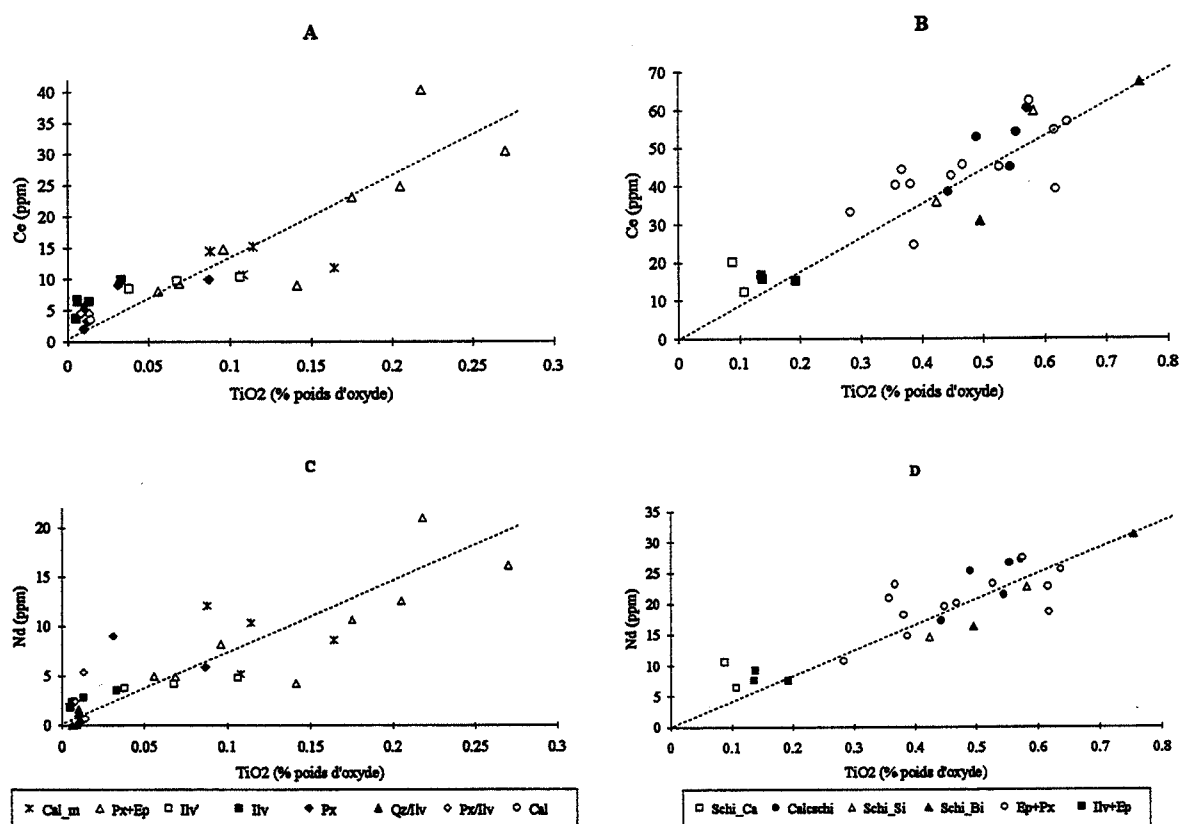 A
Ce (ppm)
40
35
30
25
20
15
10
5
0
0 0.05 0.1 0.15 0.2 0.25 0.3
TiO2 (% poids d'oxyde)
B
Ce (ppm)
70
60
50
40
30
20
10
0
0 0.1 0.2 0.3 0.4 0.5 0.6 0.7 0.8
TiO2 (% poids d'oxyde)
C
Nd (ppm)
20
15
10
5
0
0 0.05 0.1 0.15 0.2 0.25 0.3
TiO2 (% poids d'oxyde)
Cal_m Px+Ep Ilv' Ilv Px Qz/Ilv Px/Ilv Cal
D
Nd (ppm)
35
30
25
20
15
10
5
0
0 0.1 0.2 0.3 0.4 0.5 0.6 0.7 0.8
TiO2 (% poids d'oxyde)
Schi_Ca Calcschi Schi_Si Schi_Bi Ep+Px Ilv+Ep